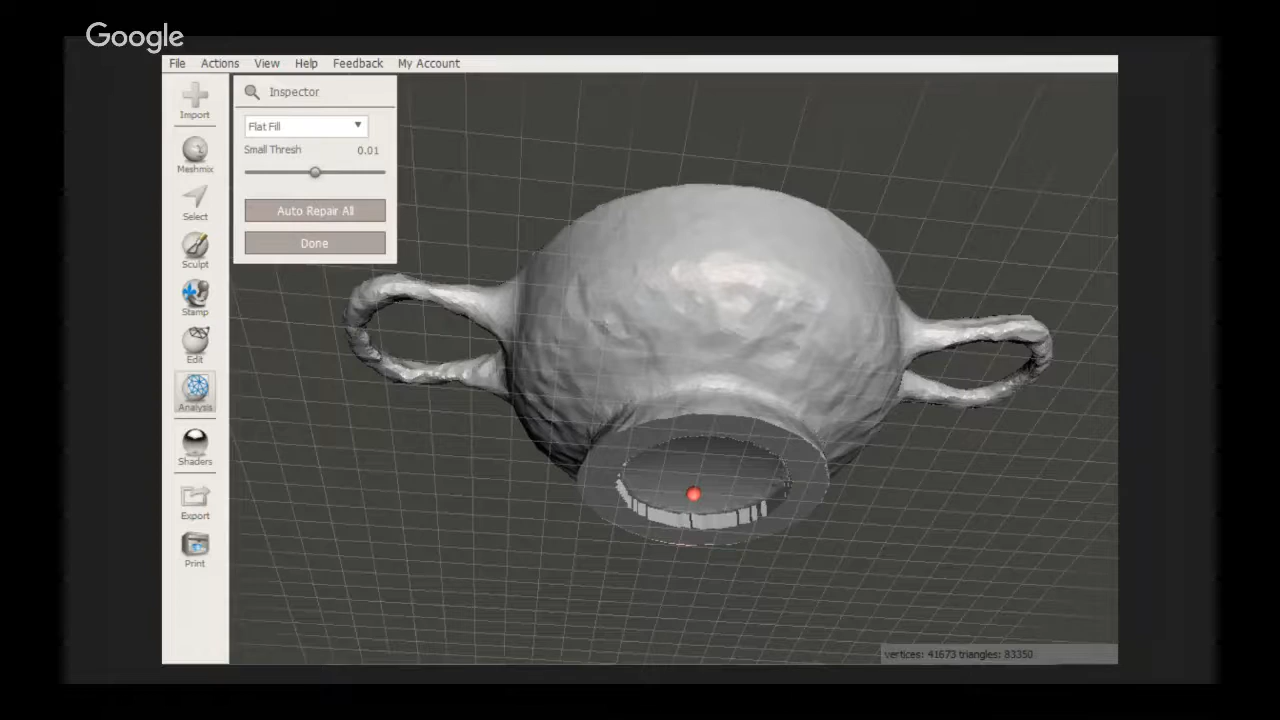 Google
File Actions View Help Feedback My Account
Import
Meshmix
Select
Sculpt
Stamp
Edit
Analysis
Shaders
Export
Print
Inspector
Flat Fill
Small Thresh 0.01
Auto Repair All
Done
vertices: 41673 triangles: 83350